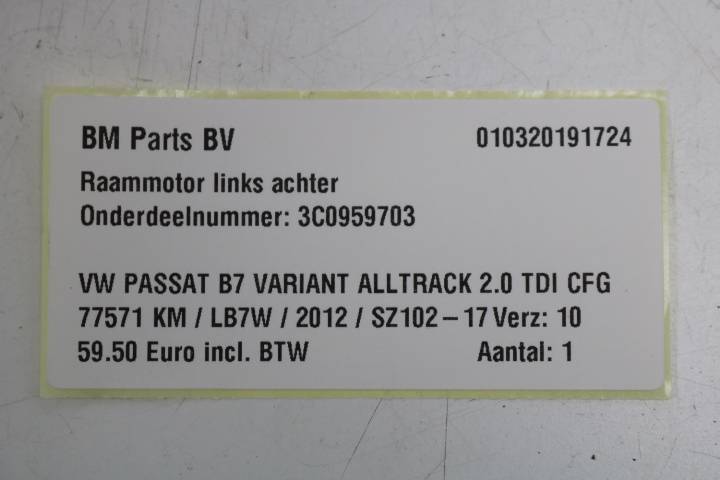 BM Parts BV 010320191724
Raammotor links achter
Onderdeelnummer: 3C0959703
VW PASSAT B7 VARIANT ALLTRACK 2.0 TDI CFG
77571 KM / LB7W / 2012 / SZ102 – 17 Verz: 10
59.50 Euro incl. BTW Aantal: 1